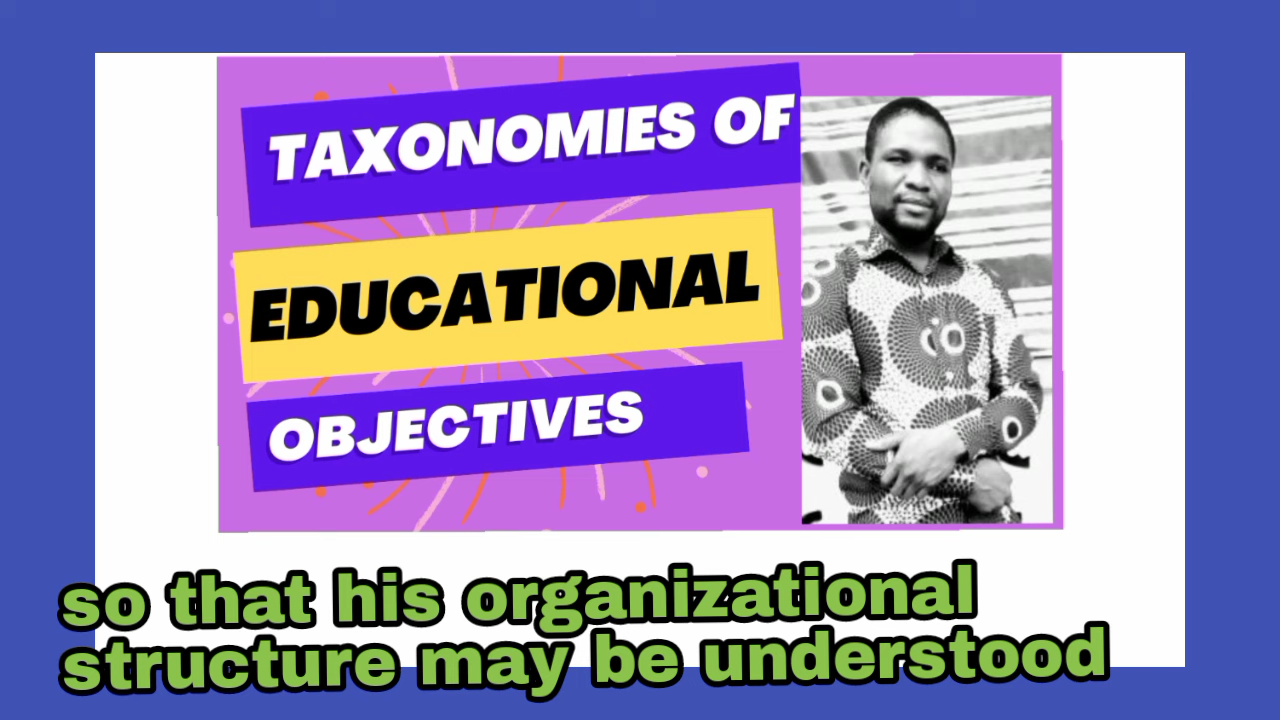 TAXONOMIES OF
EDUCATIONAL
OBJECTIVES
so that his organizational
structure may be understood